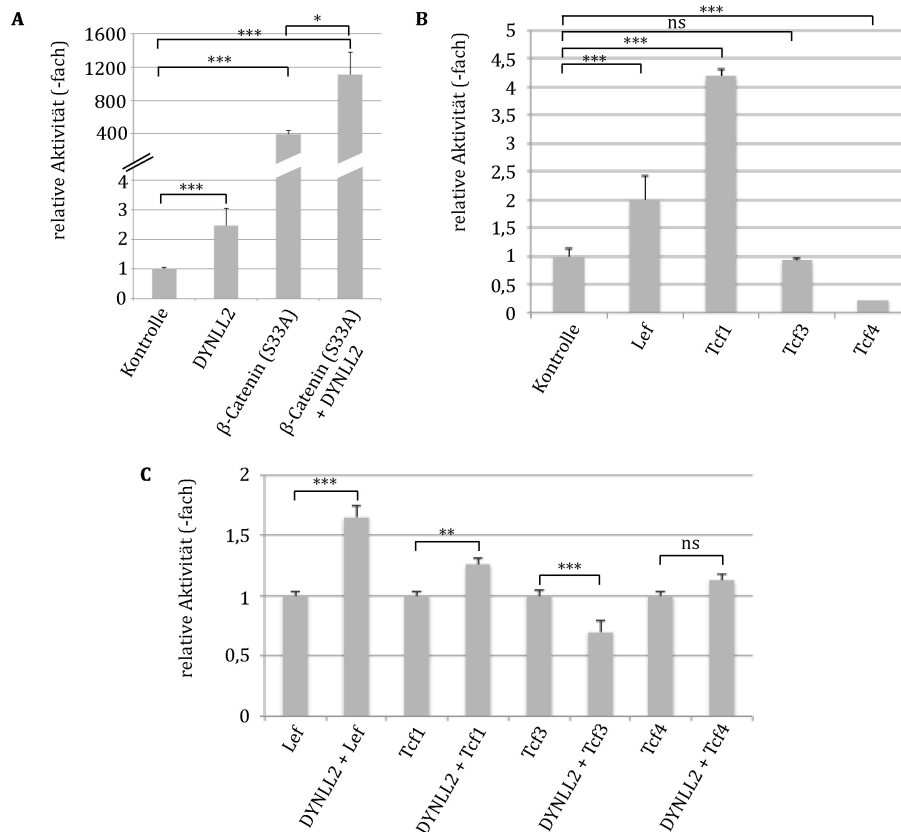 A
relative Aktivität (-fach)
1600
1200
800
400
4
3
2
1
0
*
***
***
***
Kontrolle
DYNLL2
β-Catenin (S33A)
β-Catenin (S33A)
+ DYNLL2
B
relative Aktivität (-fach)
5
4,5
4
3,5
3
2,5
2
1,5
1
0,5
0
***
ns
***
***
Kontrolle
Lef
Tcf1
Tcf3
Tcf4
C
relative Aktivität (-fach)
2
1,5
1
0,5
0
***
**
***
ns
Lef
DYNLL2 + Lef
Tcf1
DYNLL2 + Tcf1
Tcf3
DYNLL2 + Tcf3
Tcf4
DYNLL2 + Tcf4